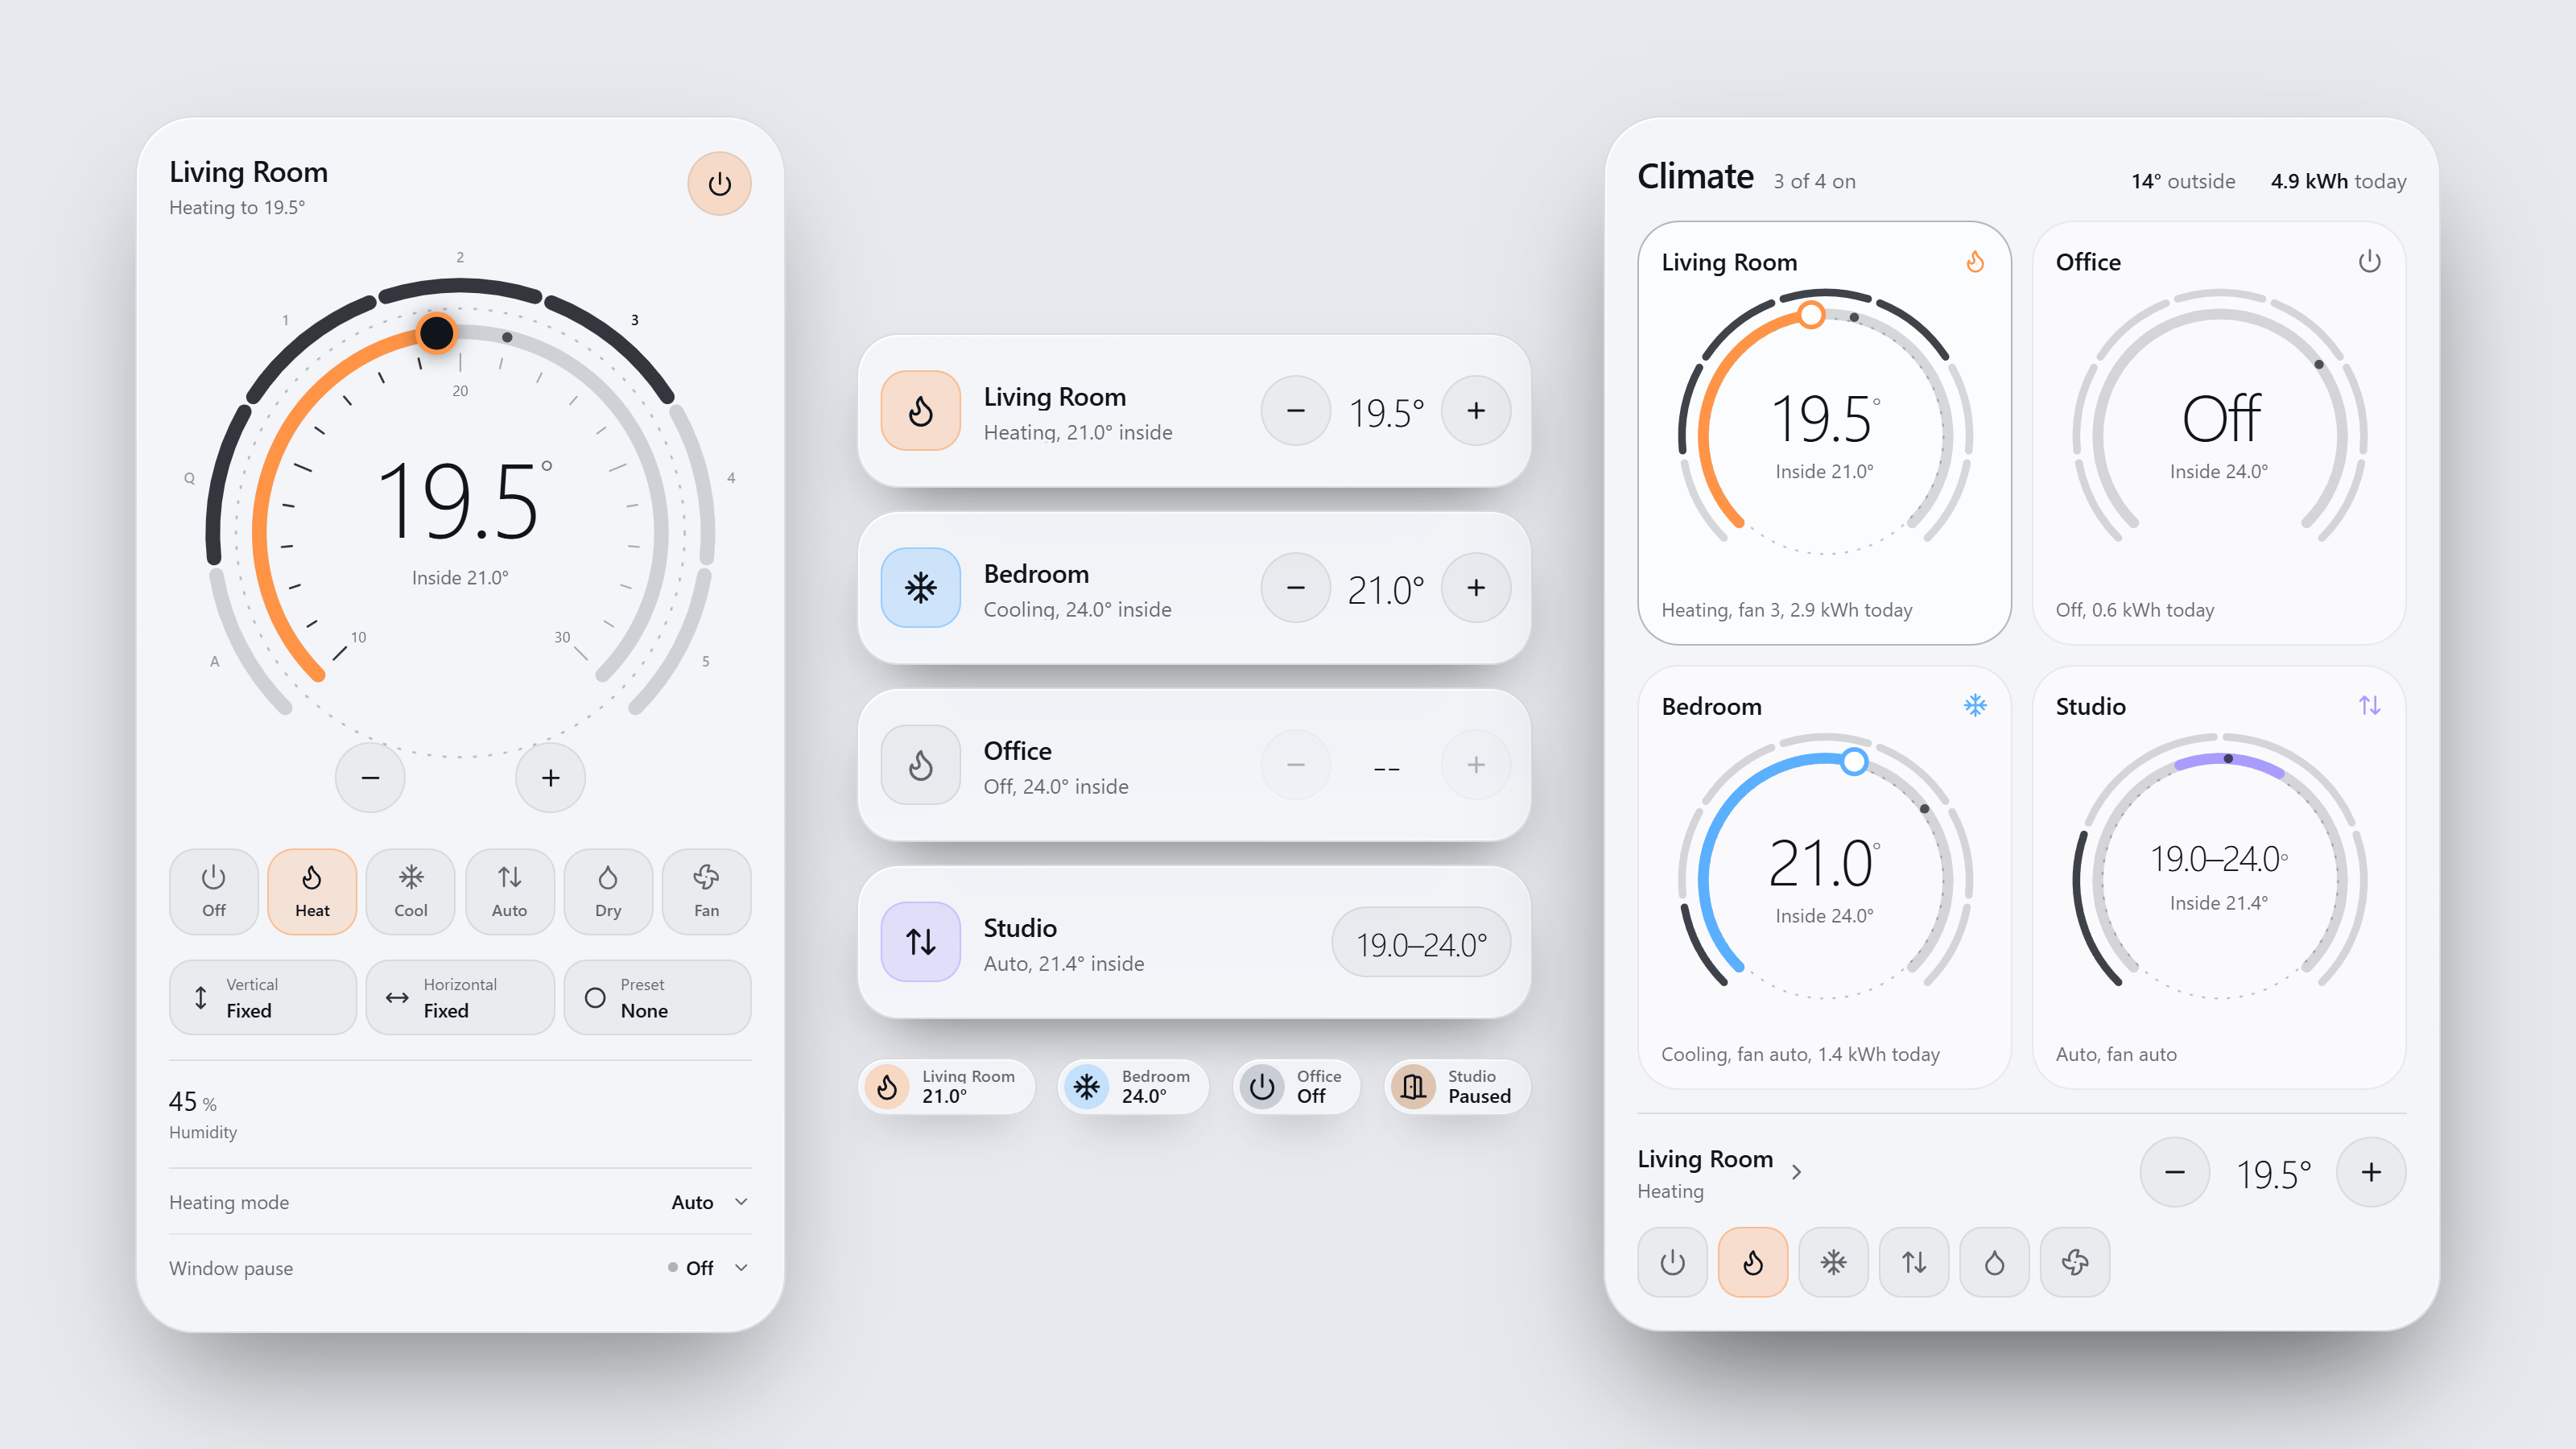 Living Room
Heating to 19.5°
2
1
3
20
Q
4
19.5°
Inside 21.0°
10
30
A
5
Off
Heat
Cool
Auto
Dry
Fan
Vertical
Fixed
Horizontal
Fixed
Preset
None
45 %
Humidity
Heating mode
Auto
Window pause
Off
Living Room
Heating, 21.0° inside
19.5°
Bedroom
Cooling, 24.0° inside
21.0°
Office
Off, 24.0° inside
--
Studio
Auto, 21.4° inside
19.0–24.0°
Living Room
21.0°
Bedroom
24.0°
Office
Off
Studio
Paused
Climate 3 of 4 on
14° outside 4.9 kWh today
Living Room
19.5°
Inside 21.0°
Heating, fan 3, 2.9 kWh today
Office
Off
Inside 24.0°
Off, 0.6 kWh today
Bedroom
21.0°
Inside 24.0°
Cooling, fan auto, 1.4 kWh today
Studio
19.0–24.0°
Inside 21.4°
Auto, fan auto
Living Room
Heating
19.5°